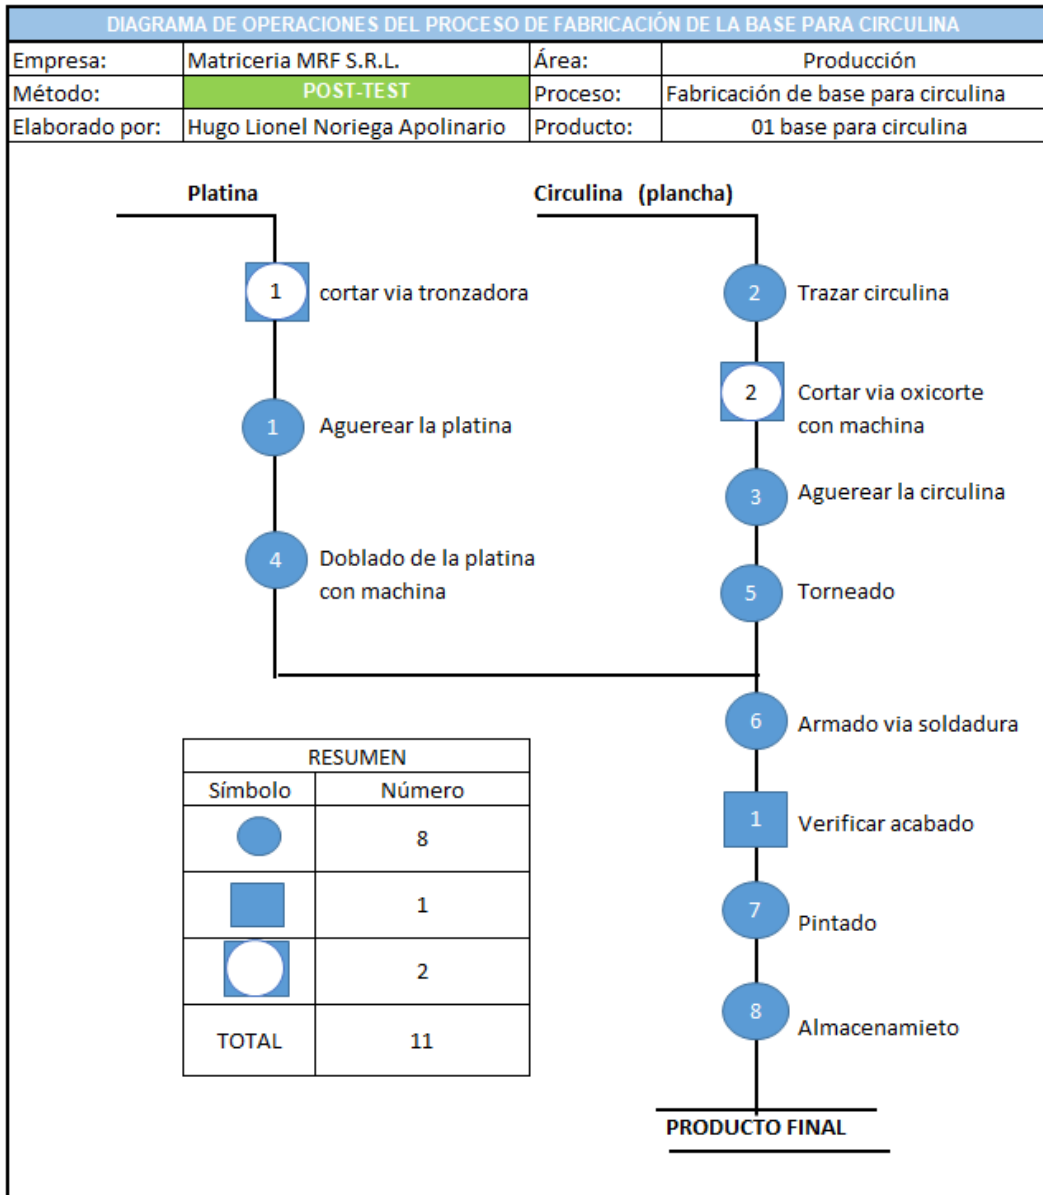 DIAGRAMA DE OPERACIONES DEL PROCESO DE FABRICACIÓN DE LA BASE PARA CIRCULINA
Empresa: Matriceria MRF S.R.L. Área: Producción
Método: POST-TEST Proceso: Fabricación de base para circulina
Elaborado por: Hugo Lionel Noriega Apolinario Producto: 01 base para circulina
Platina
1 cortar via tronzadora
1 Aguerear la platina
4 Doblado de la platina
con machina
Circulina (plancha)
2 Trazar circulina
2 Cortar via oxicorte
con machina
3 Aguerear la circulina
5 Torneado
6 Armado via soldadura
1 Verificar acabado
7 Pintado
8 Almacenamieto
PRODUCTO FINAL
RESUMEN
Símbolo Número
8
1
2
TOTAL 11